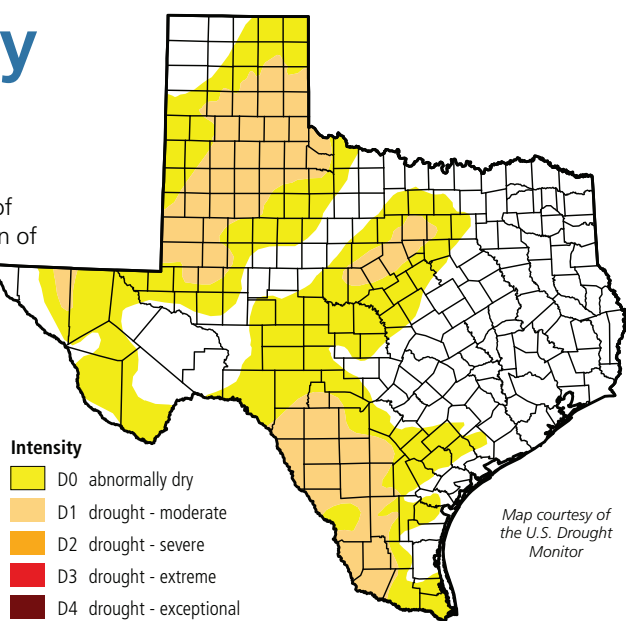 y
of
n of
Intensity
D0 abnormally dry
D1 drought - moderate
D2 drought - severe
D3 drought - extreme
D4 drought - exceptional
Map courtesy of
the U.S. Drought
Monitor